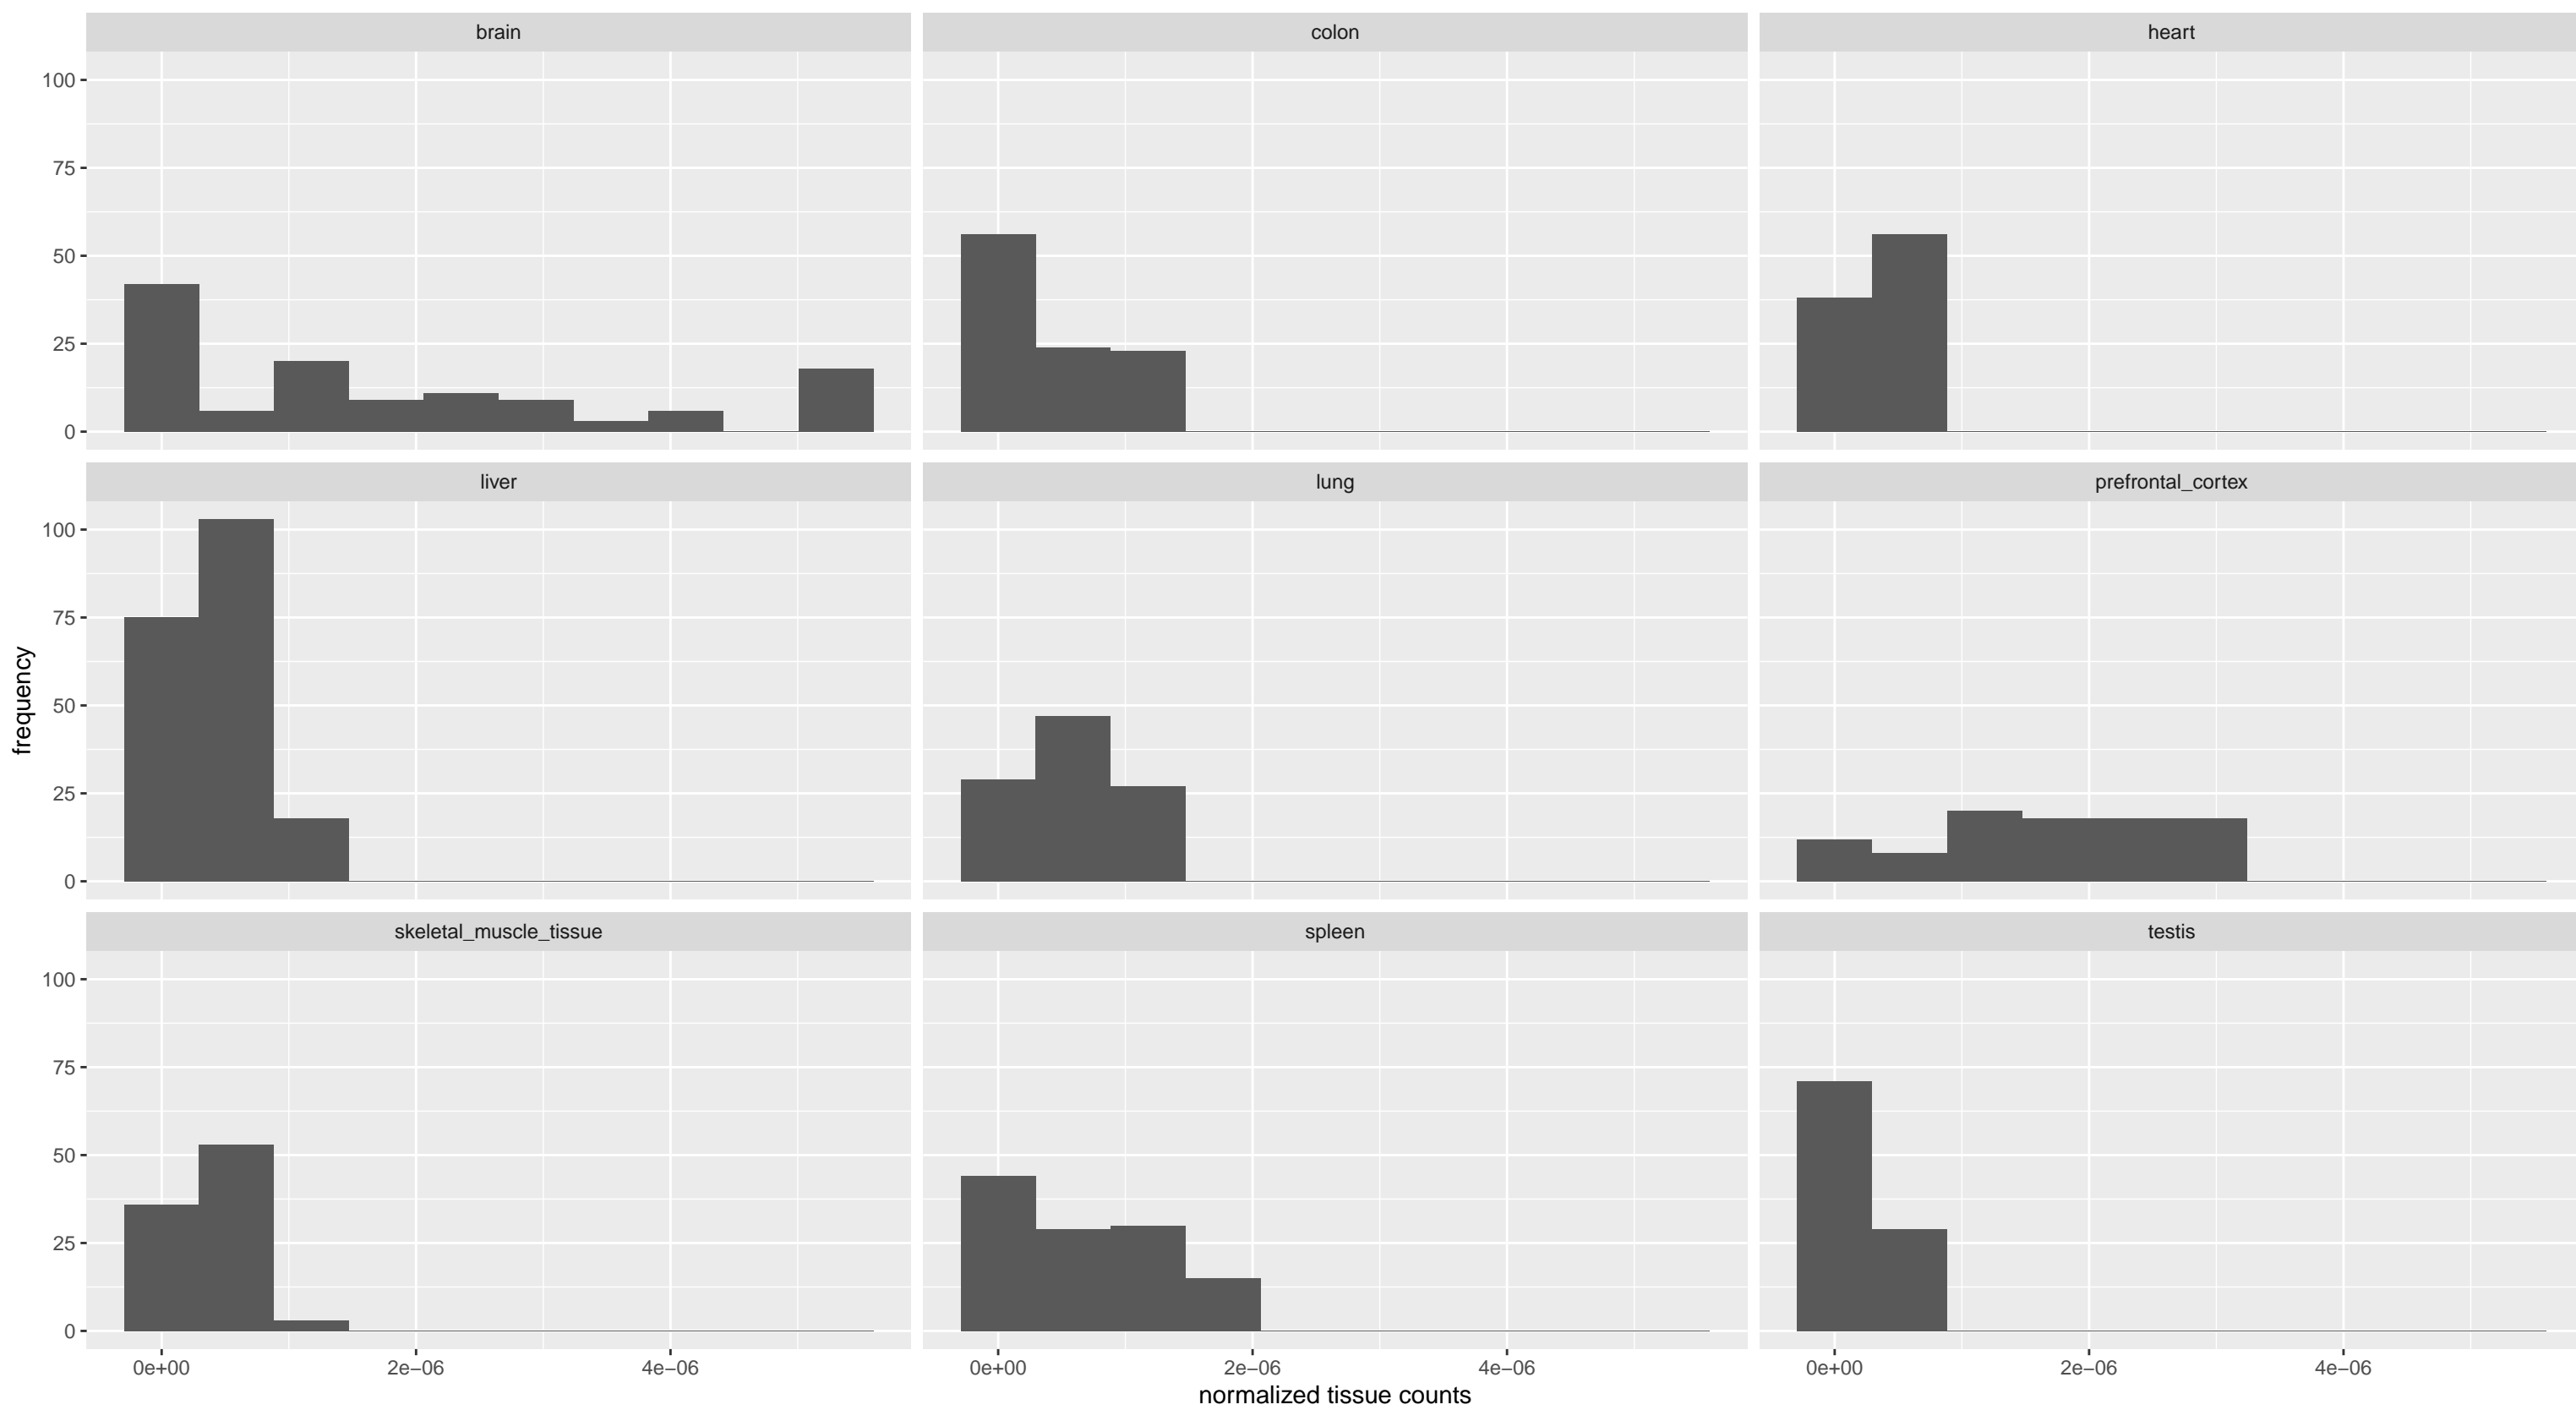 brain colon heart
100
75
50
25
0
liver lung prefrontal_cortex
100
75
50
25
0
frequency
skeletal_muscle_tissue spleen testis
100
75
50
25
0
0e+00 2e−06 4e−06 0e+00 2e−06 4e−06 0e+00 2e−06 4e−06
normalized tissue counts